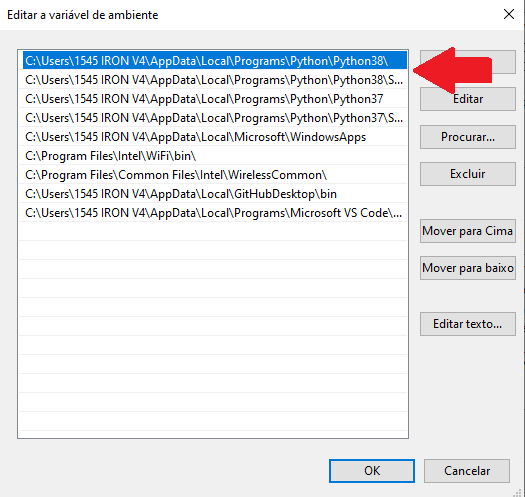 Editar a variável de ambiente
C:\Users\1545 IRON V4\AppData\Local\Programs\Python\Python38\
C:\Users\1545 IRON V4\AppData\Local\Programs\Python\Python38\S...
C:\Users\1545 IRON V4\AppData\Local\Programs\Python\Python37
C:\Users\1545 IRON V4\AppData\Local\Programs\Python\Python37\S...
C:\Users\1545 IRON V4\AppData\Local\Microsoft\WindowsApps
C:\Program Files\Intel\WiFi\bin\
C:\Program Files\Common Files\Intel\WirelessCommon\
C:\Users\1545 IRON V4\AppData\Local\GitHubDesktop\bin
C:\Users\1545 IRON V4\AppData\Local\Programs\Microsoft VS Code\...
Editar
Procurar...
Excluir
Mover para Cima
Mover para baixo
Editar texto...
OK
Cancelar